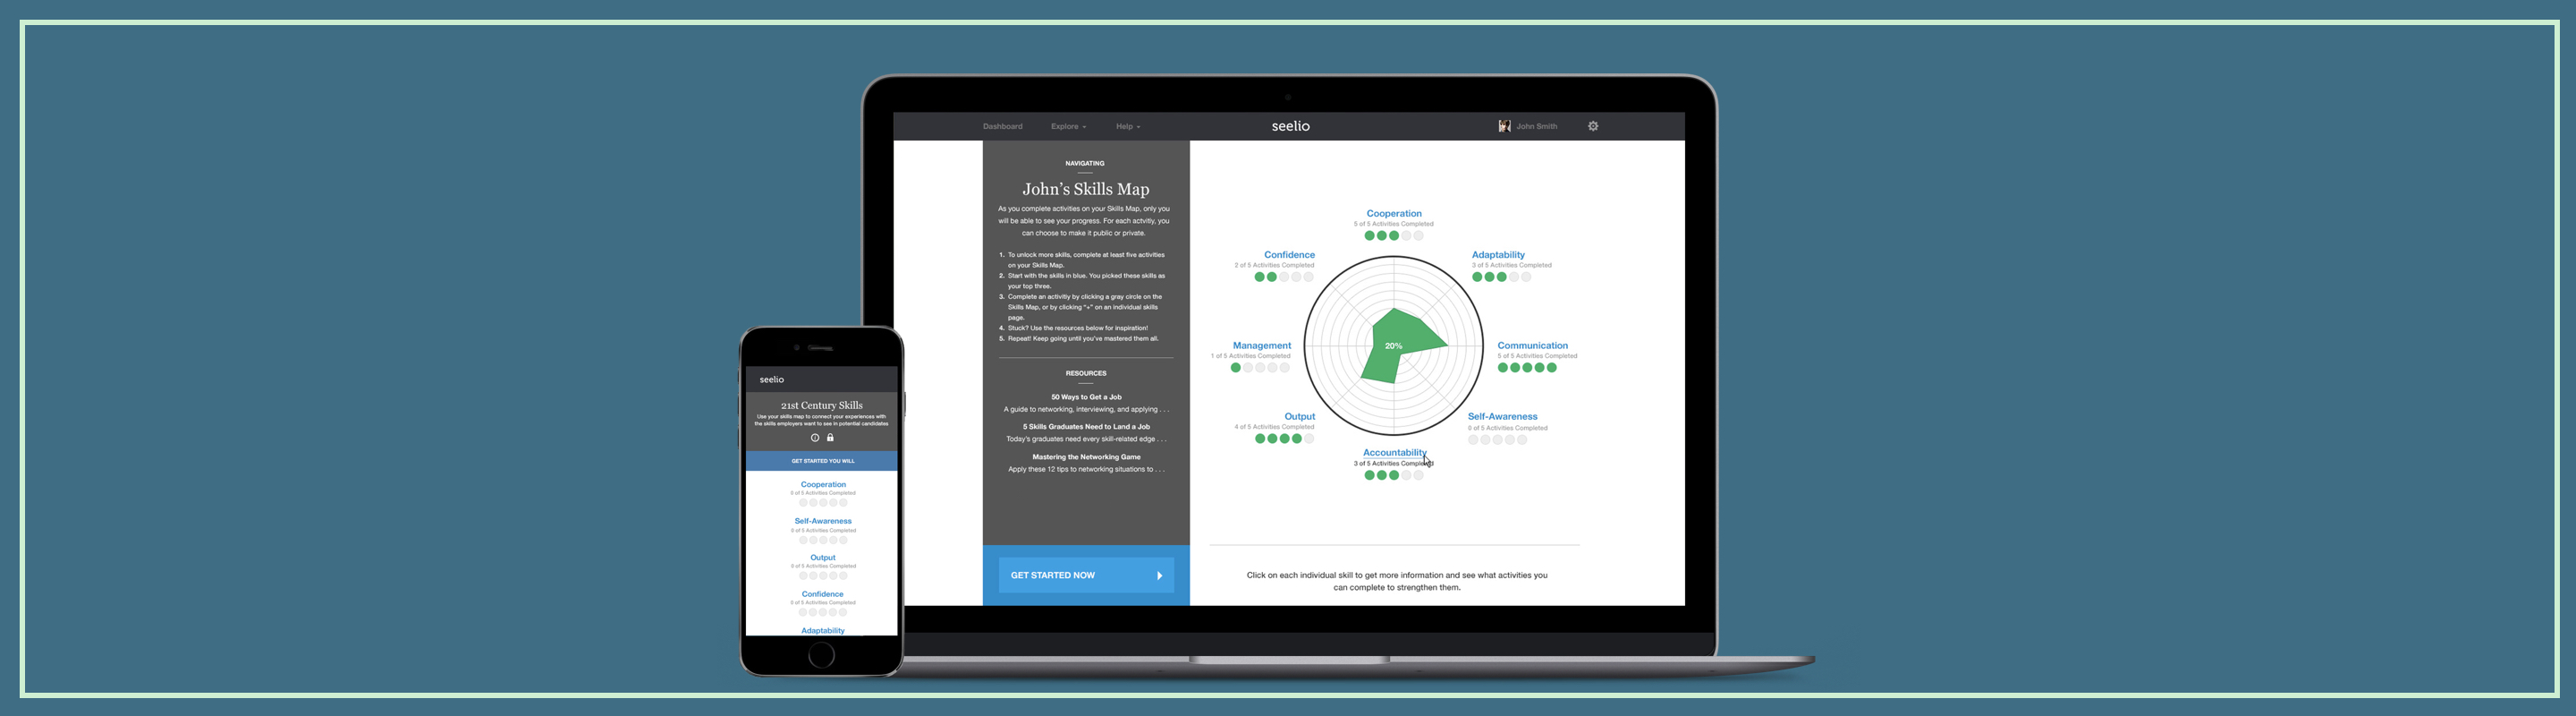 Dashboard
Explore
Help
seelio
John Smith
NAVIGATING
John's Skills Map
As you complete activities on your Skills Map, only you
will be able to see your progress. For each actvitiy, you
can choose to make it public or private.
1. To unlock more skills, complete at least five activities
on your Skills Map.
2. Start with the skills in blue. You picked these skills as
your top three.
3. Complete an activitiy by clicking a gray circle on the
Skills Map, or by clicking "+" on an individual skills
page.
4. Stuck? Use the resources below for inspiration!
5. Repeat! Keep going until you've mastered them all.
RESOURCES
50 Ways to Get a Job
A guide to networking, interviewing, and applying . . .
5 Skills Graduates Need to Land a Job
Today's graduates need every skill-related edge . . .
Mastering the Networking Game
Apply these 12 tips to networking situations to . . .
GET STARTED NOW
Cooperation
5 of 5 Activities Completed
Confidence
2 of 5 Activities Completed
Adaptability
3 of 5 Activities Completed
Management
1 of 5 Activities Completed
20%
Communication
5 of 5 Activities Completed
Output
4 of 5 Activities Completed
Self-Awareness
0 of 5 Activities Completed
Accountability
3 of 5 Activities Completed
Click on each individual skill to get more information and see what activities you
can complete to strengthen them.
seelio
21st Century Skills
Use your skills map to connect your experiences with
the skills employers want to see in potential candidates
GET STARTED YOU WILL
Cooperation
0 of 5 Activities Completed
Self-Awareness
0 of 5 Activities Completed
Output
0 of 5 Activities Completed
Confidence
0 of 5 Activities Completed
Adaptability